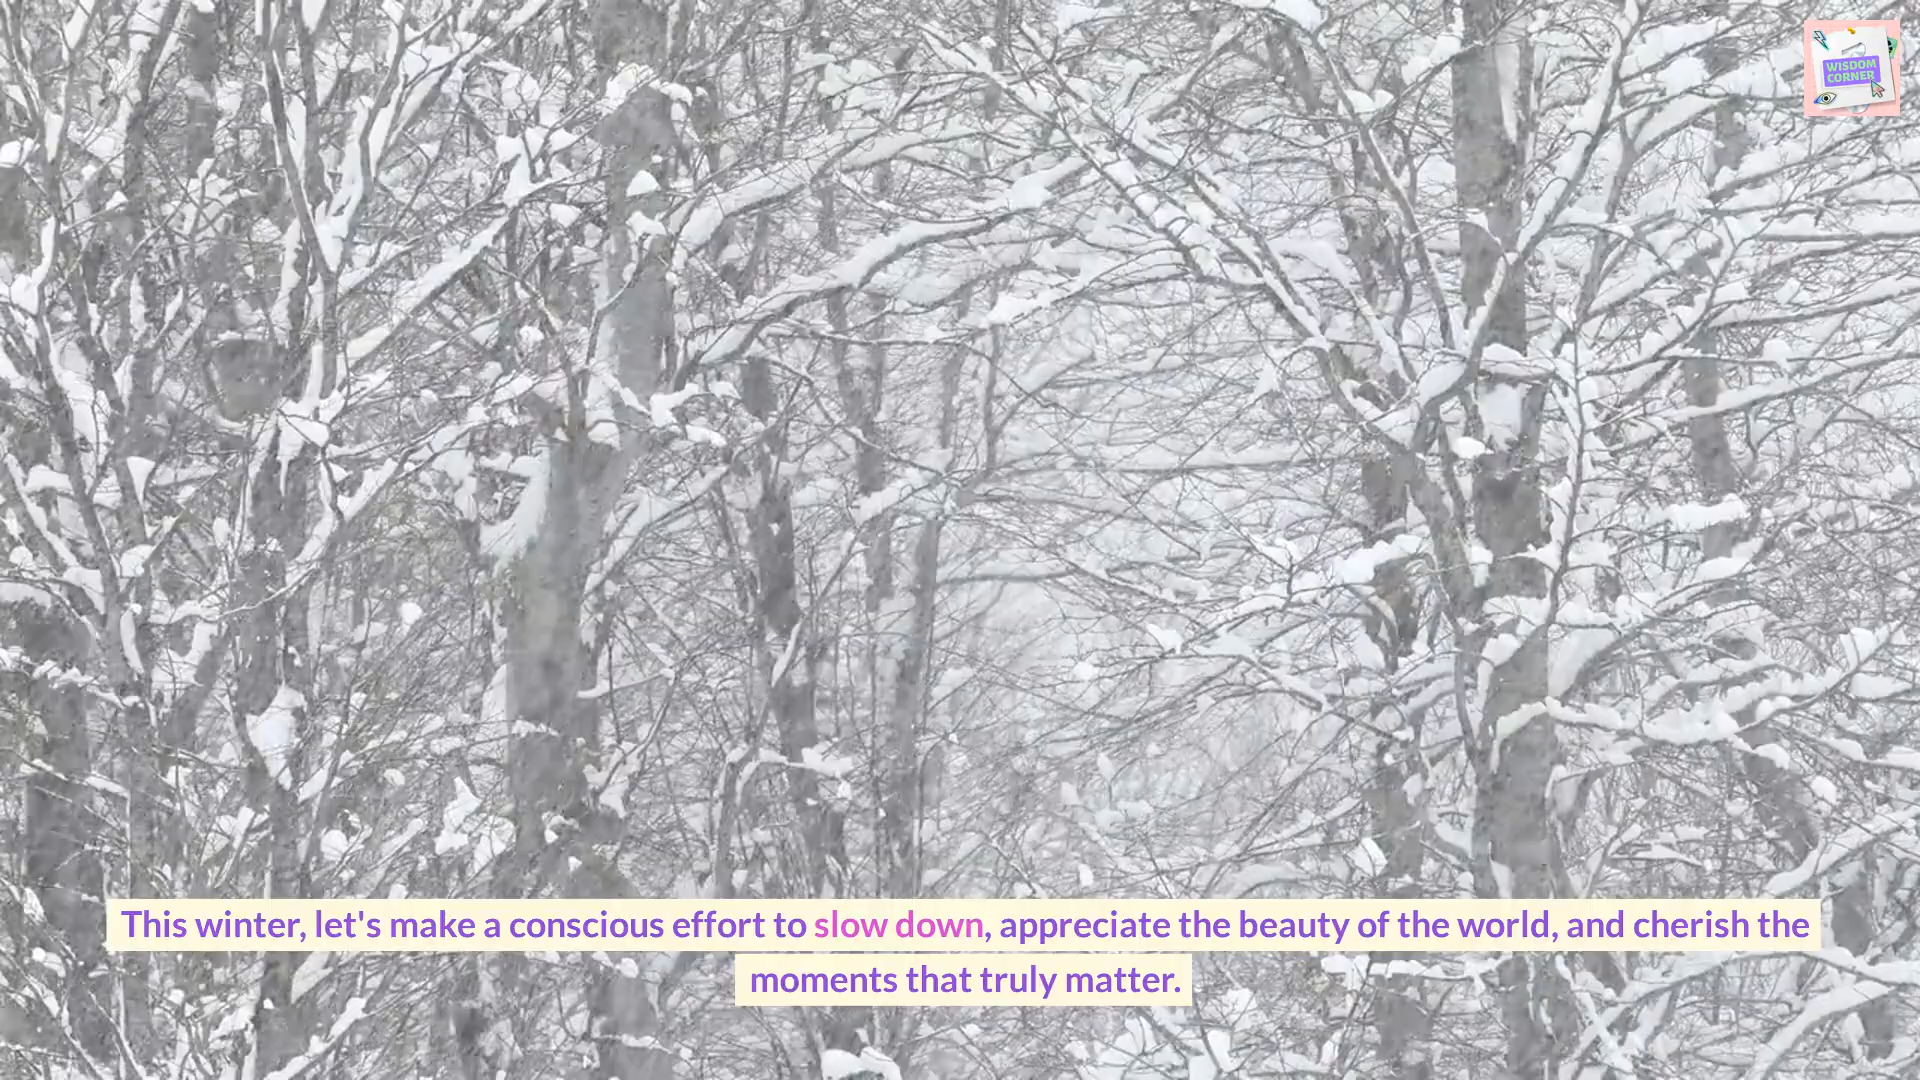 WISDOM
CORNER
This winter, let's make a conscious effort to slow down, appreciate the beauty of the world, and cherish the
moments that truly matter.